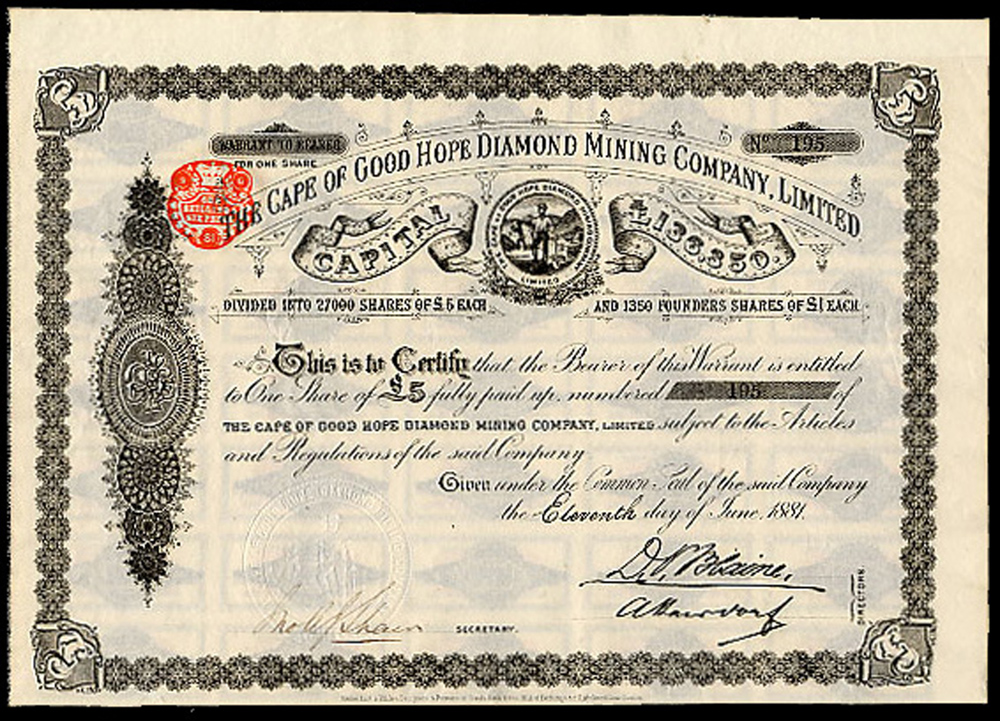 WARRANT TO BEARER
FOR ONE SHARE
Nº 195
THE CAPE OF GOOD HOPE DIAMOND MINING COMPANY, LIMITED
CAPITAL £136,350.
DIVIDED INTO 27000 SHARES OF £5 EACH AND 1350 FOUNDERS SHARES OF £1 EACH
This is to Certify that the Bearer of this Warrant is entitled
to One Share of £5 fully paid up, numbered 195 of
THE CAPE OF GOOD HOPE DIAMOND MINING COMPANY, LIMITED subject to the Articles
and Regulations of the said Company
Given under the Common Seal of the said Company
the Eleventh day of June, 1881.
DIRECTORS.
SECRETARY.